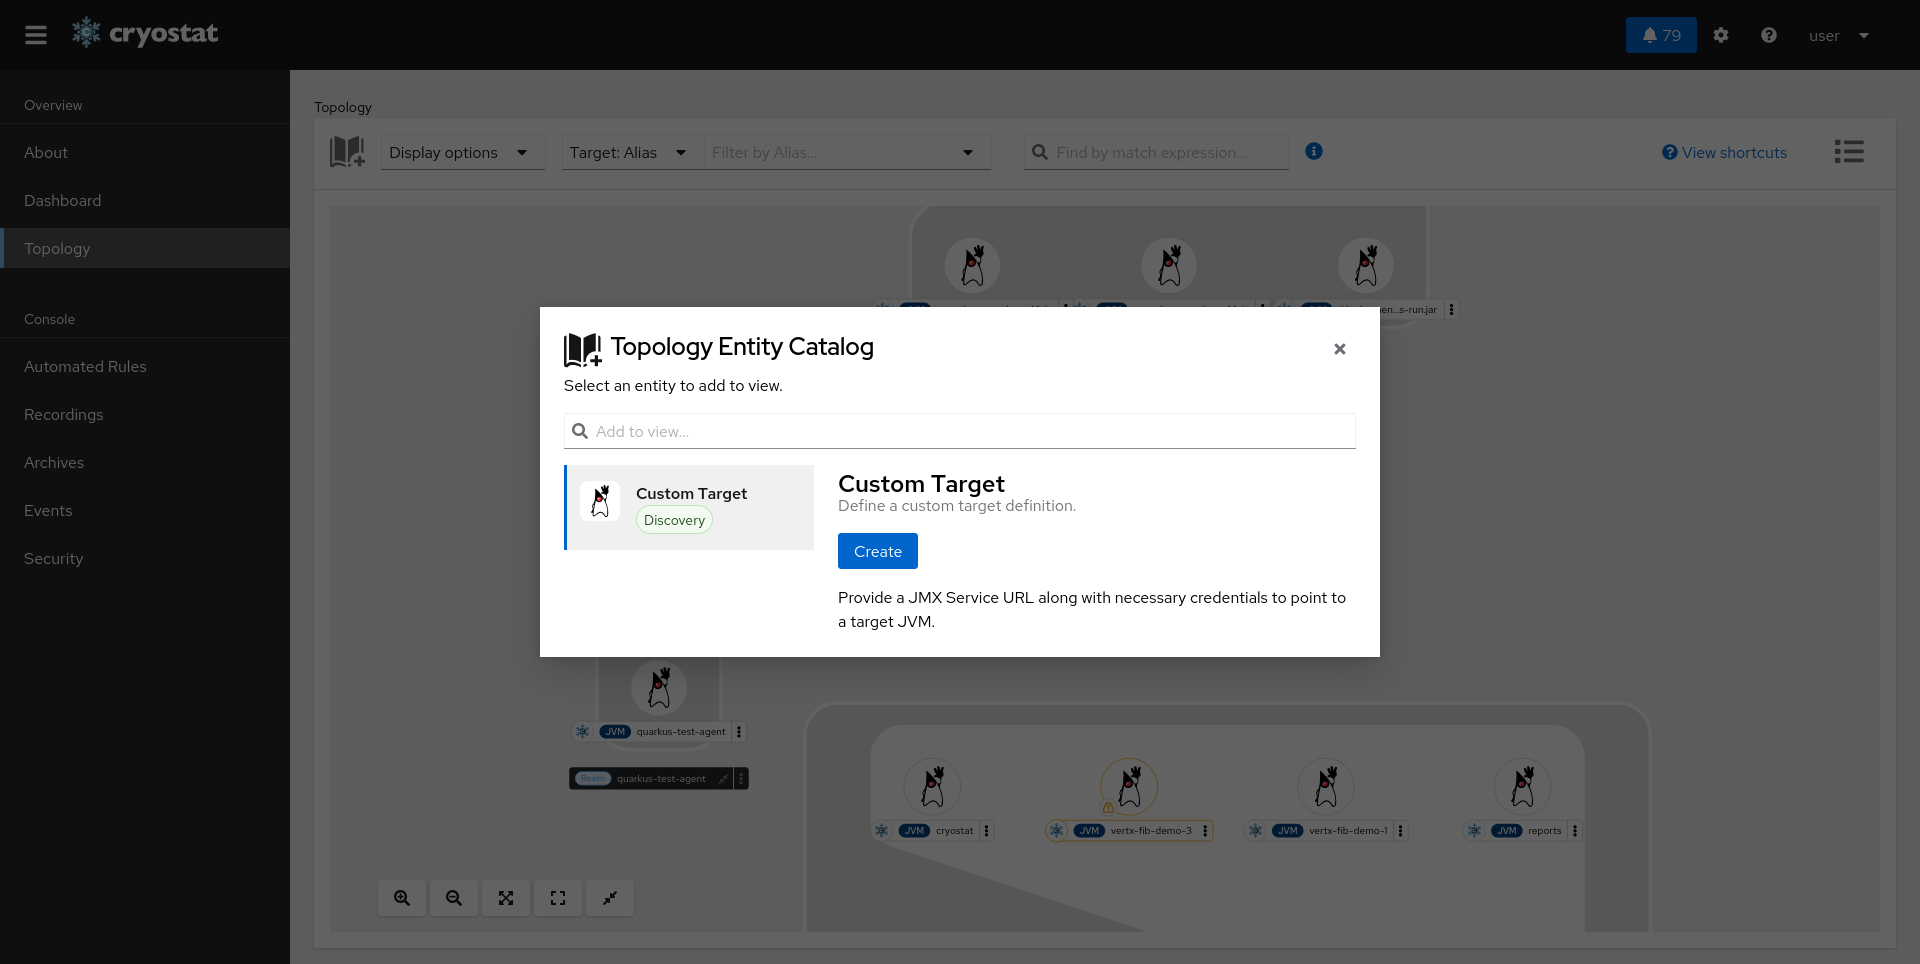 cryostat
79
user
Overview
About
Dashboard
Topology
Console
Automated Rules
Recordings
Archives
Events
Security
Topology
Display options
Target: Alias
Filter by Alias...
Find by match expression...
View shortcuts
en...s-run.jar
Topology Entity Catalog
Select an entity to add to view.
Add to view...
Custom Target
Discovery
Custom Target
Define a custom target definition.
Create
Provide a JMX Service URL along with necessary credentials to point to
a target JVM.
JVM quarkus-test-agent
Realm quarkus-test-agent
JVM cryostat
JVM vertx-fib-demo-3
JVM vertx-fib-demo-1
JVM reports